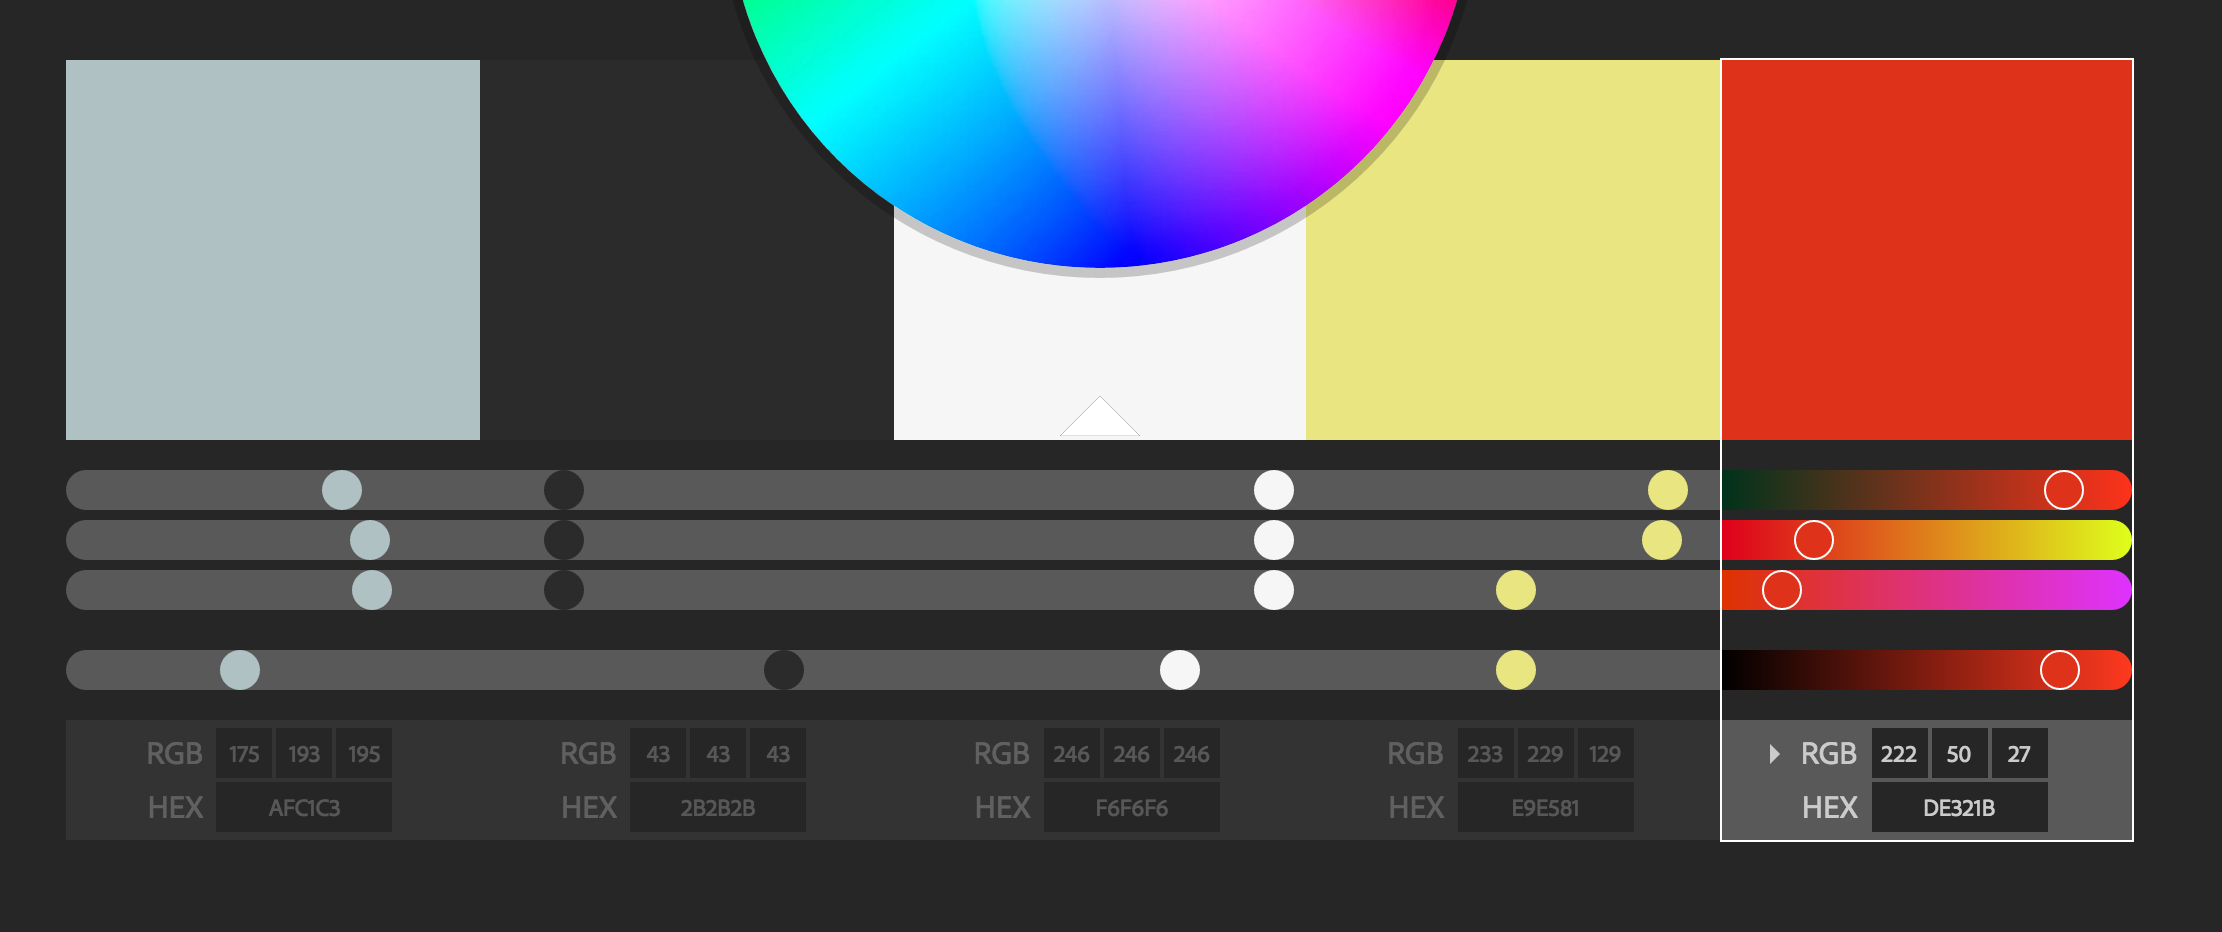 RGB 175 193 195
HEX AFC1C3
RGB 43 43 43
HEX 2B2B2B
RGB 246 246 246
HEX F6F6F6
RGB 233 229 129
HEX E9E581
RGB 222 50 27
HEX DE321B